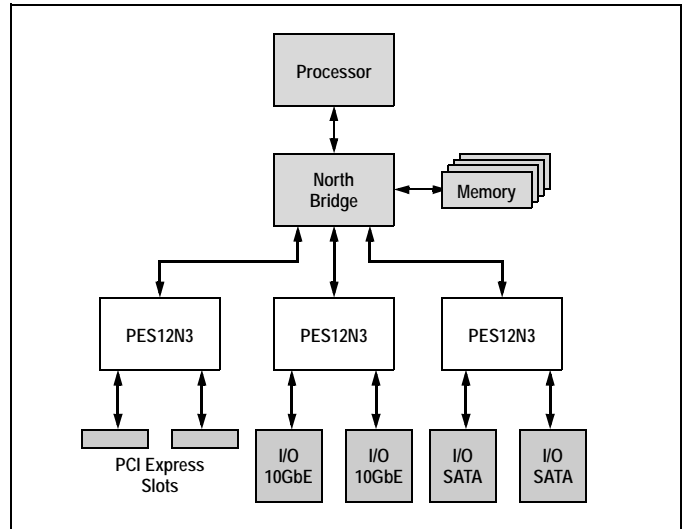 Processor
North
Bridge
Memory
PES12N3
PES12N3
PES12N3
PCI Express
Slots
I/O
10GbE
I/O
10GbE
I/O
SATA
I/O
SATA